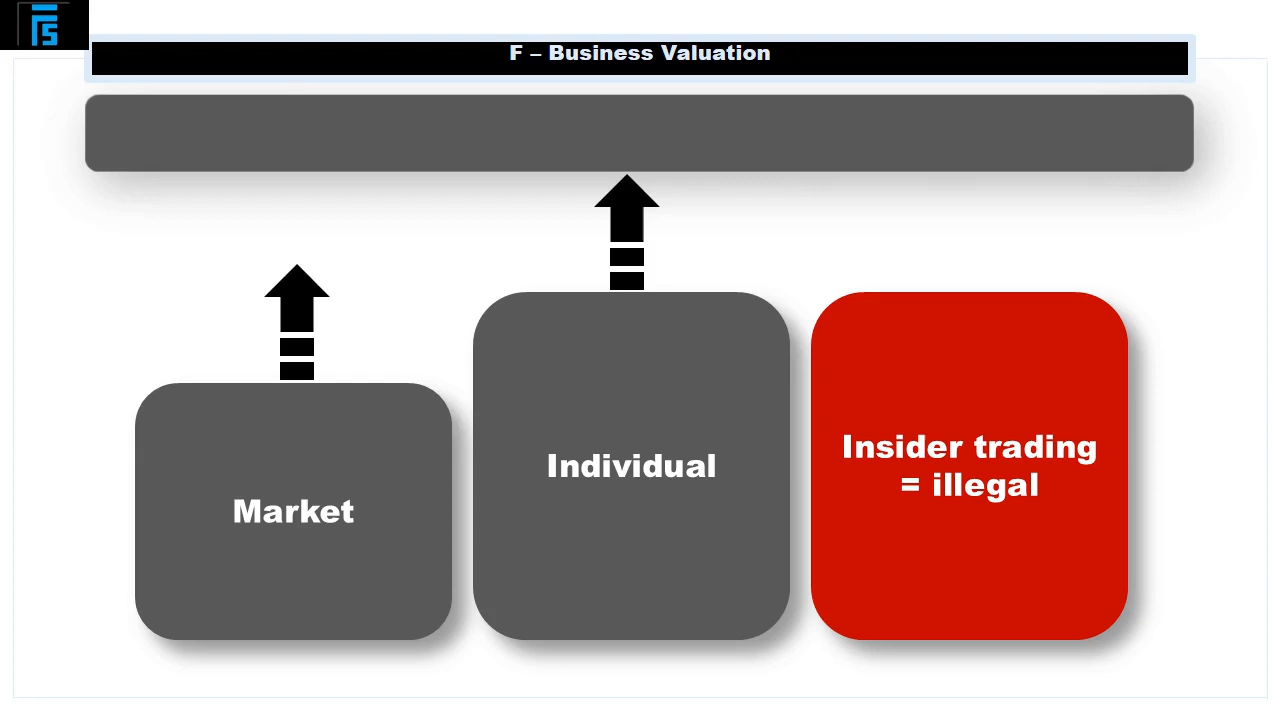 F – Business Valuation
Individual
Insider trading
= illegal
Market